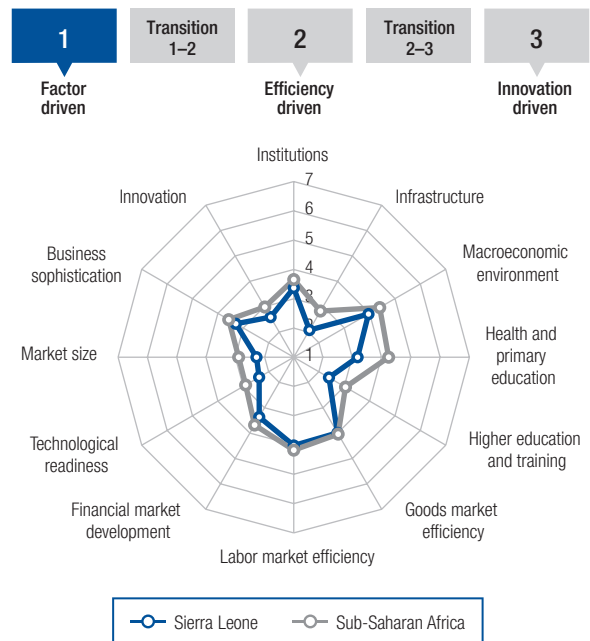 1
Transition
1–2
2
Transition
2–3
3
Factor
driven
Efficiency
driven
Innovation
driven
Institutions
7
Innovation
Infrastructure
6
5
Business
sophistication
Macroeconomic
environment
4
3
2
Market size
1
Health and
primary
education
Technological
readiness
Higher education
and training
Financial market
development
Goods market
efficiency
Labor market efficiency
Sierra Leone
Sub-Saharan Africa